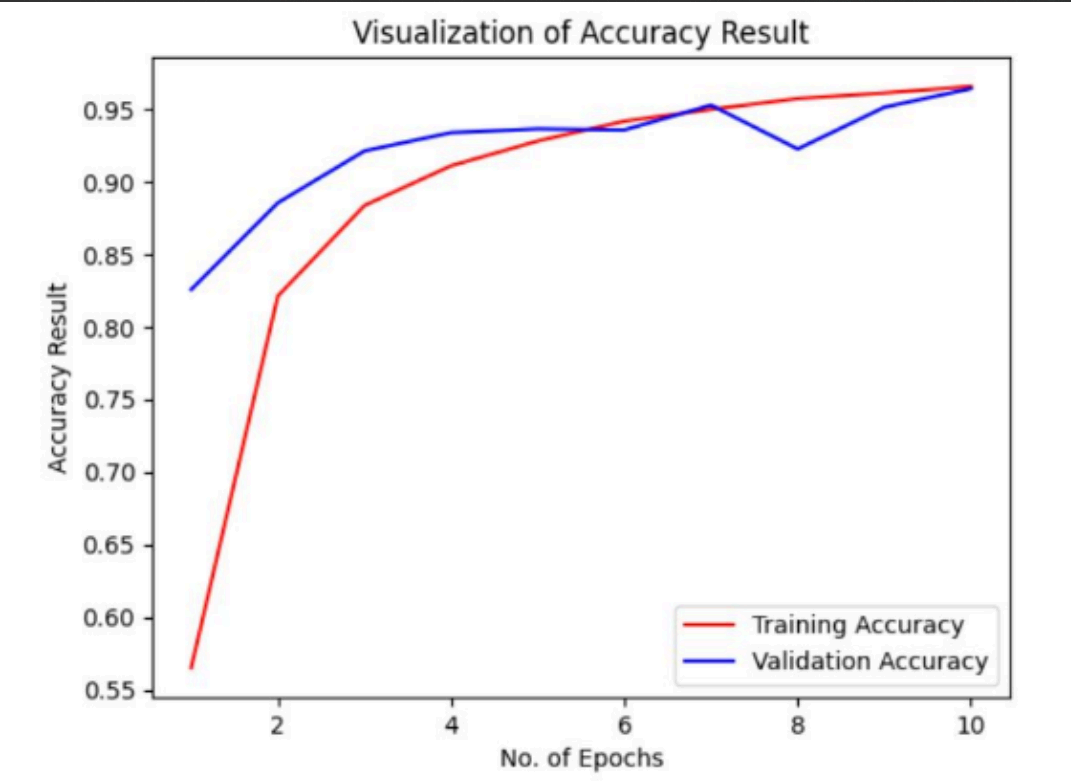 Visualization of Accuracy Result
Accuracy Result
0.95
0.90
0.85
0.80
0.75
0.70
0.65
0.60
0.55
Training Accuracy
Validation Accuracy
2 4 6 8 10
No. of Epochs